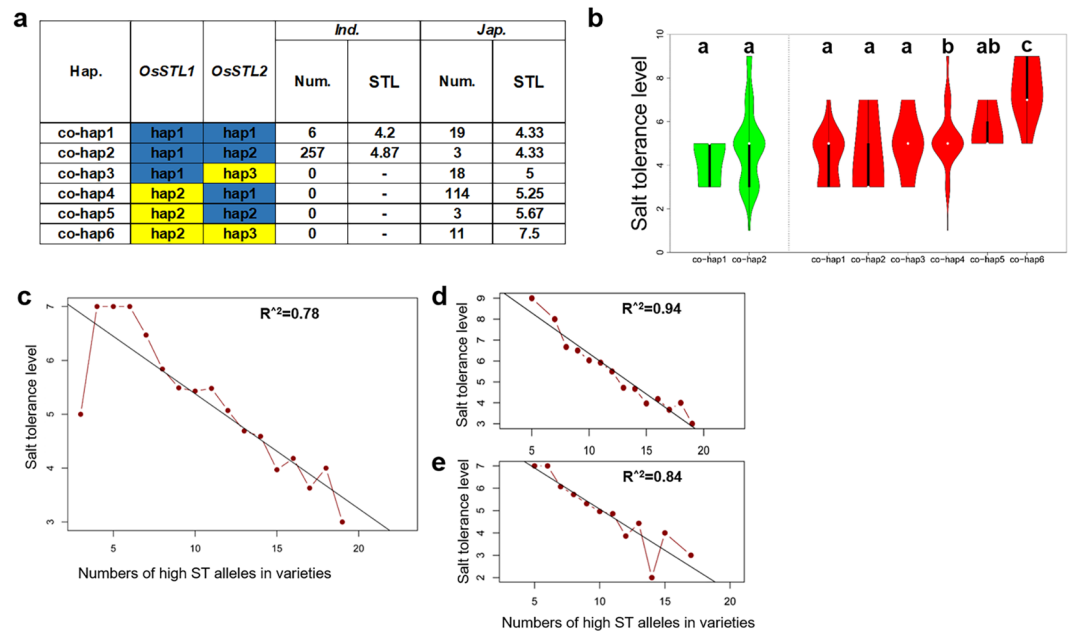 a
Ind. Jap.
Hap. OsSTL1 OsSTL2 Num. STL Num. STL
co-hap1 hap1 hap1 6 4.2 19 4.33
co-hap2 hap1 hap2 257 4.87 3 4.33
co-hap3 hap1 hap3 0 - 18 5
co-hap4 hap2 hap1 0 - 114 5.25
co-hap5 hap2 hap2 0 - 3 5.67
co-hap6 hap2 hap3 0 - 11 7.5
b
a a a a a b ab c
Salt tolerance level
10
8
6
4
2
0
co-hap1 co-hap2 co-hap1 co-hap2 co-hap3 co-hap4 co-hap5 co-hap6
c
R^2=0.78
Salt tolerance level
7
6
5
4
3
5 10 15 20
Numbers of high ST alleles in varieties
d
R^2=0.94
Salt tolerance level
9
8
7
6
5
4
3
5 10 15 20
e
R^2=0.84
Salt tolerance level
7
6
5
4
3
2
5 10 15 20
Numbers of high ST alleles in varieties